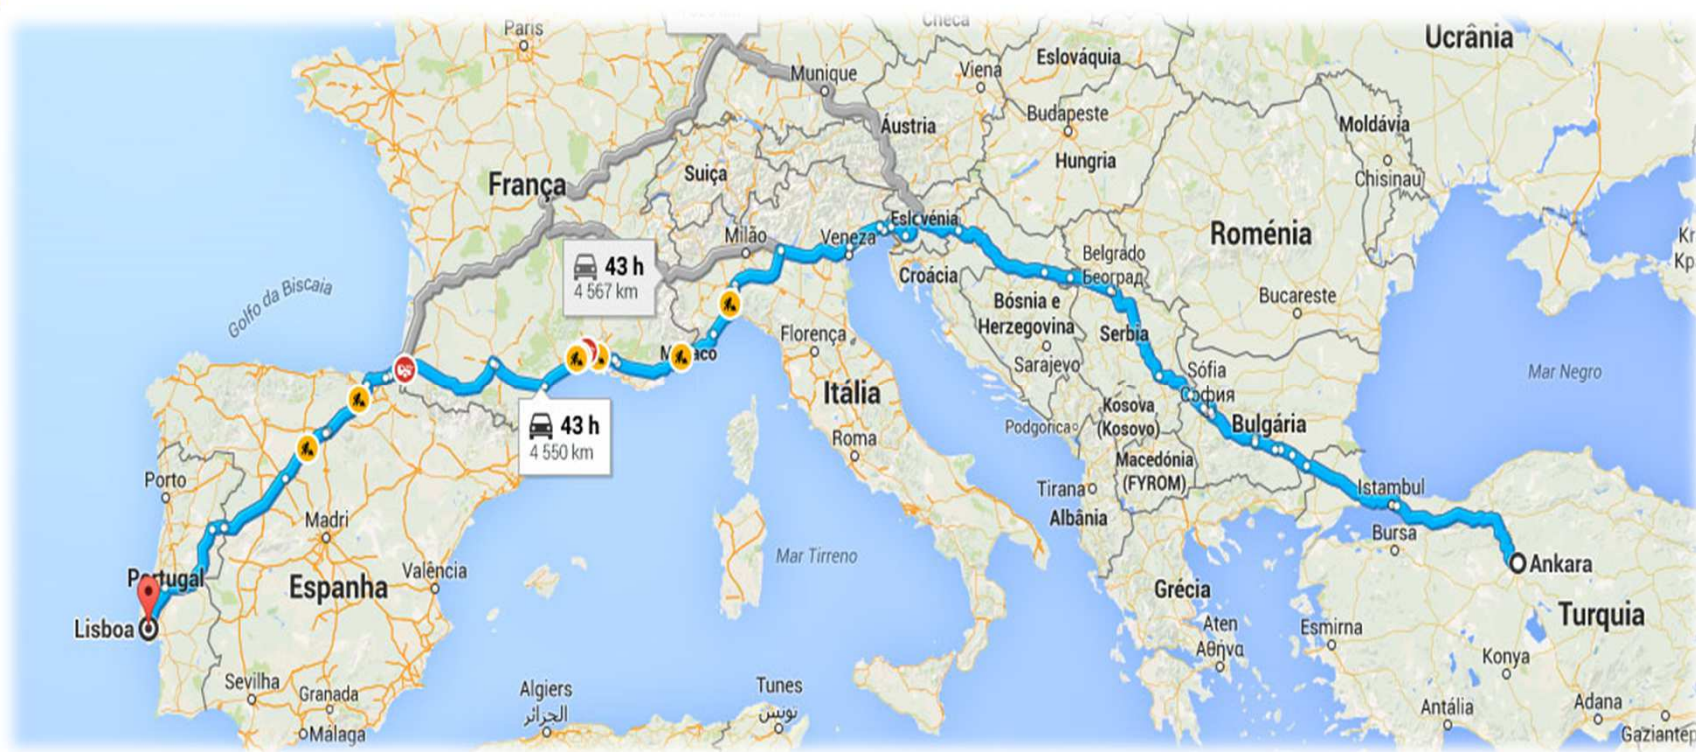 Checa
Paris
Ucrânia
Eslováquia
Viena
Munique
Budapeste
Áustria
Moldávia
Hungria
Suiça
Chisinau
França
Eslovénia
Milão
Veneza
Roménia
Belgrado
Београд
43 h
4 567 km
Croácia
Golfo da Biscaia
Bósnia e
Herzegovina
Bucareste
Florença
Serbia
Sarajevo
Mónaco
Sófia
София
Mar Negro
Itália
43 h
4 550 km
Kosova
(Kosovo)
Podgorica
Bulgária
Roma
Macedónia
(FYROM)
Porto
Tirana
Istambul
Albânia
Madri
Bursa
Mar Tirreno
Ankara
Portugal
Espanha
Valência
Grécia
Turquia
Lisboa
Aten
Αθήνα
Esmirna
Konya
Sevilha
Granada
Algiers
الجزائر
Tunes
تونس
Antália
Adana
Málaga
Gaziantep